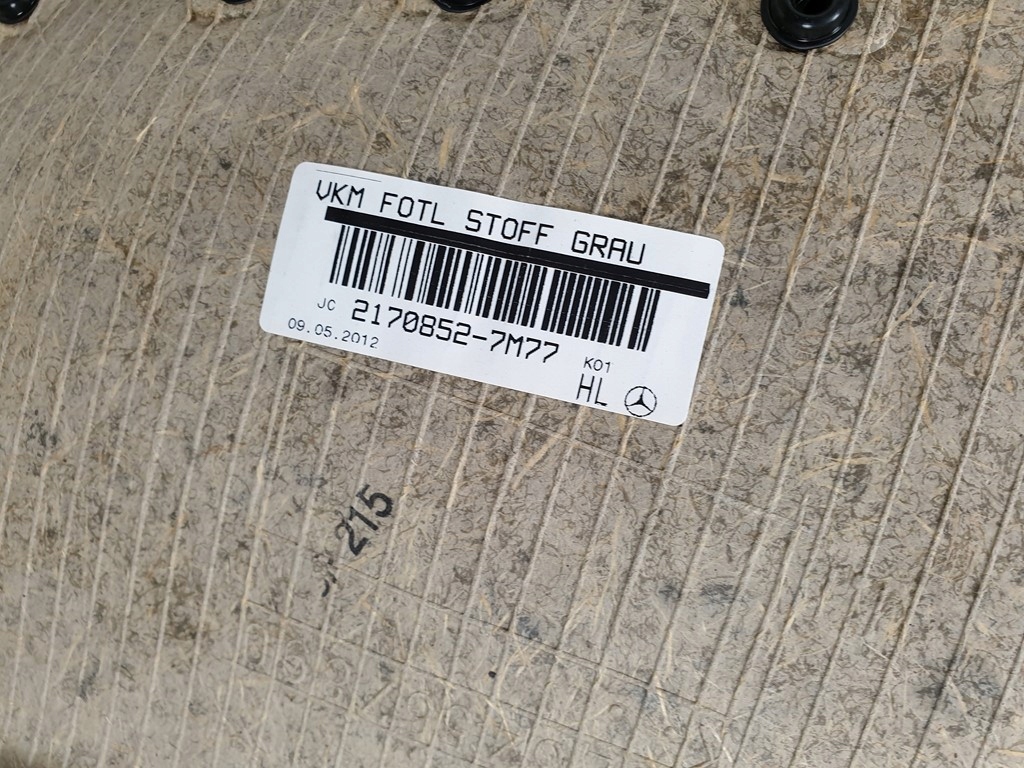 VKM FOTL STOFF GRAU
JC 2170852-7M77 K01
09.05.2012 HL
215